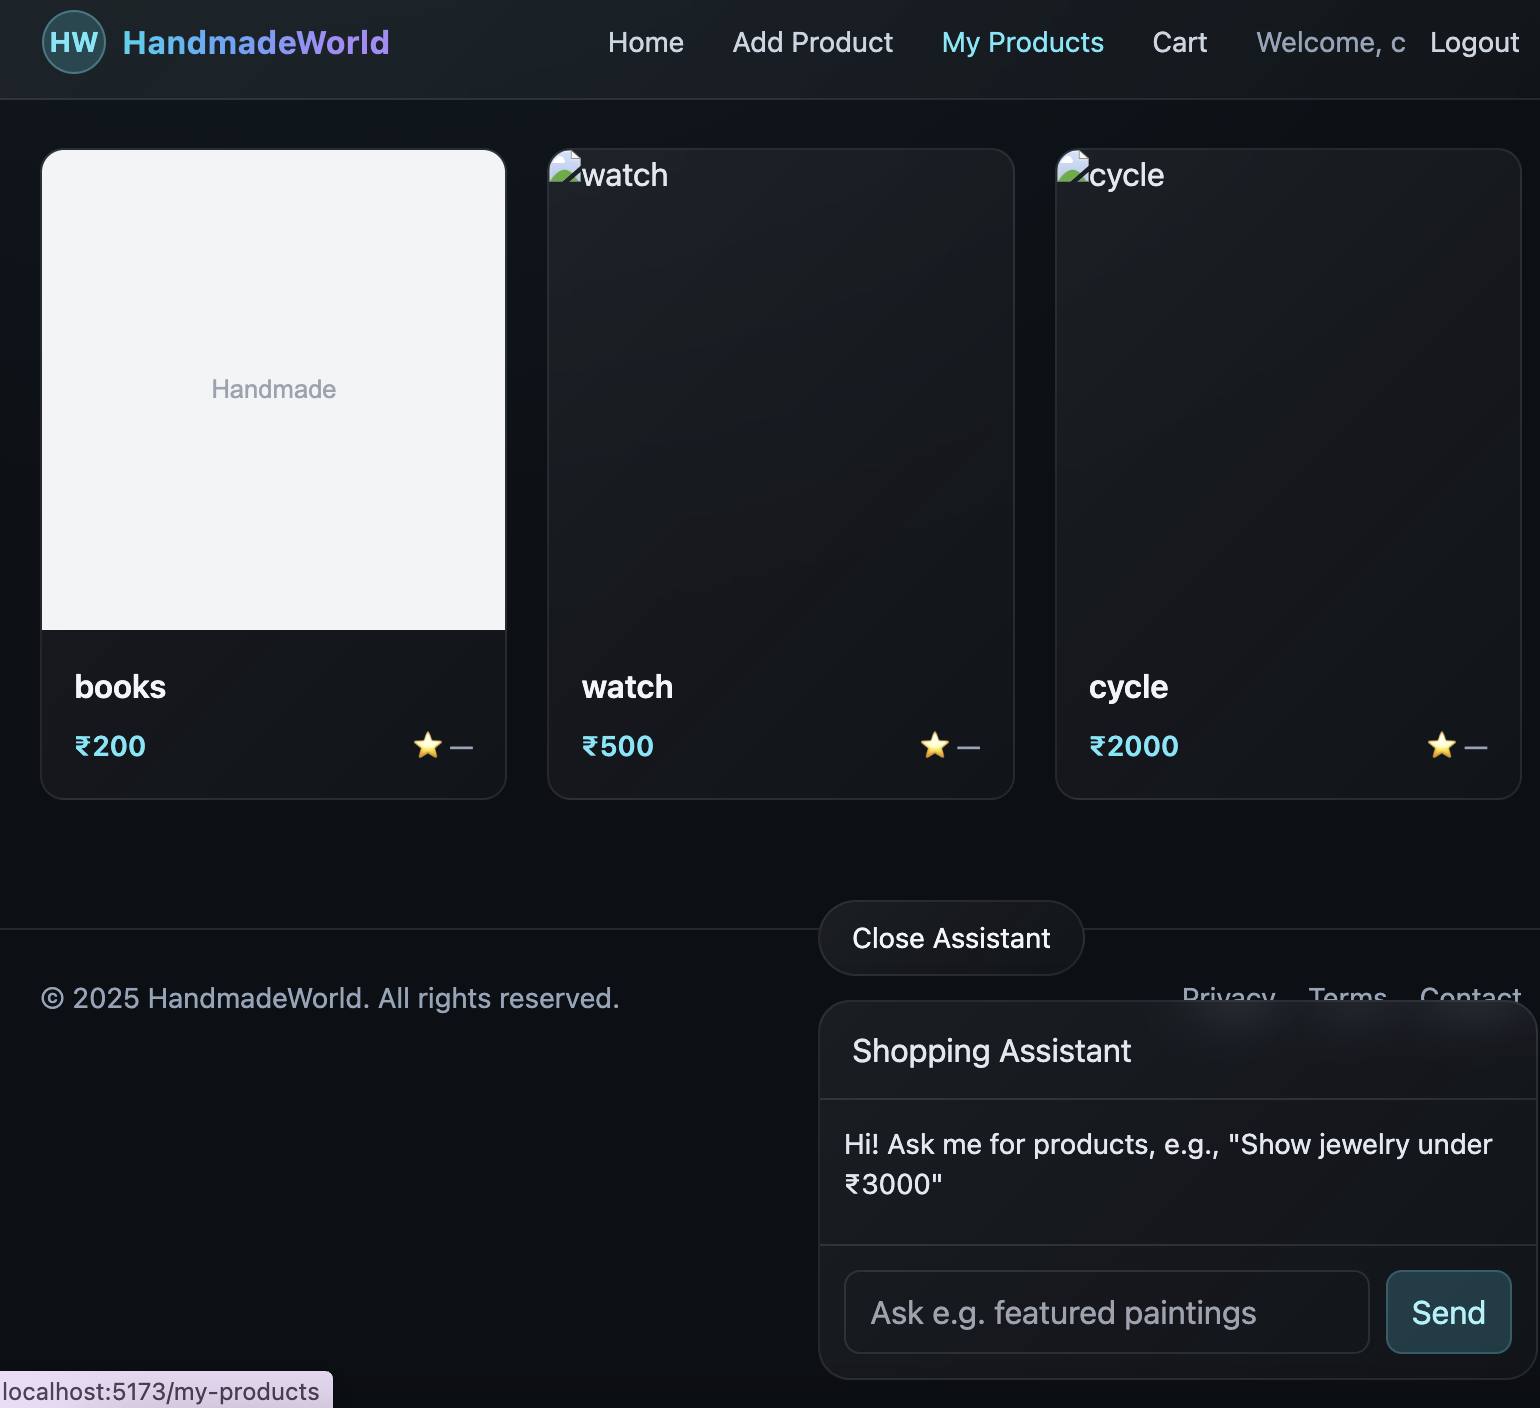 HW HandmadeWorld Home Add Product My Products Cart Welcome, c Logout
watch cycle
Handmade
books watch cycle
₹200 ⭐ — ₹500 ⭐ — ₹2000 ⭐ —
Close Assistant
© 2025 HandmadeWorld. All rights reserved. Privacy Terms Contact
Shopping Assistant
Hi! Ask me for products, e.g., "Show jewelry under
₹3000"
Ask e.g. featured paintings Send
localhost:5173/my-products